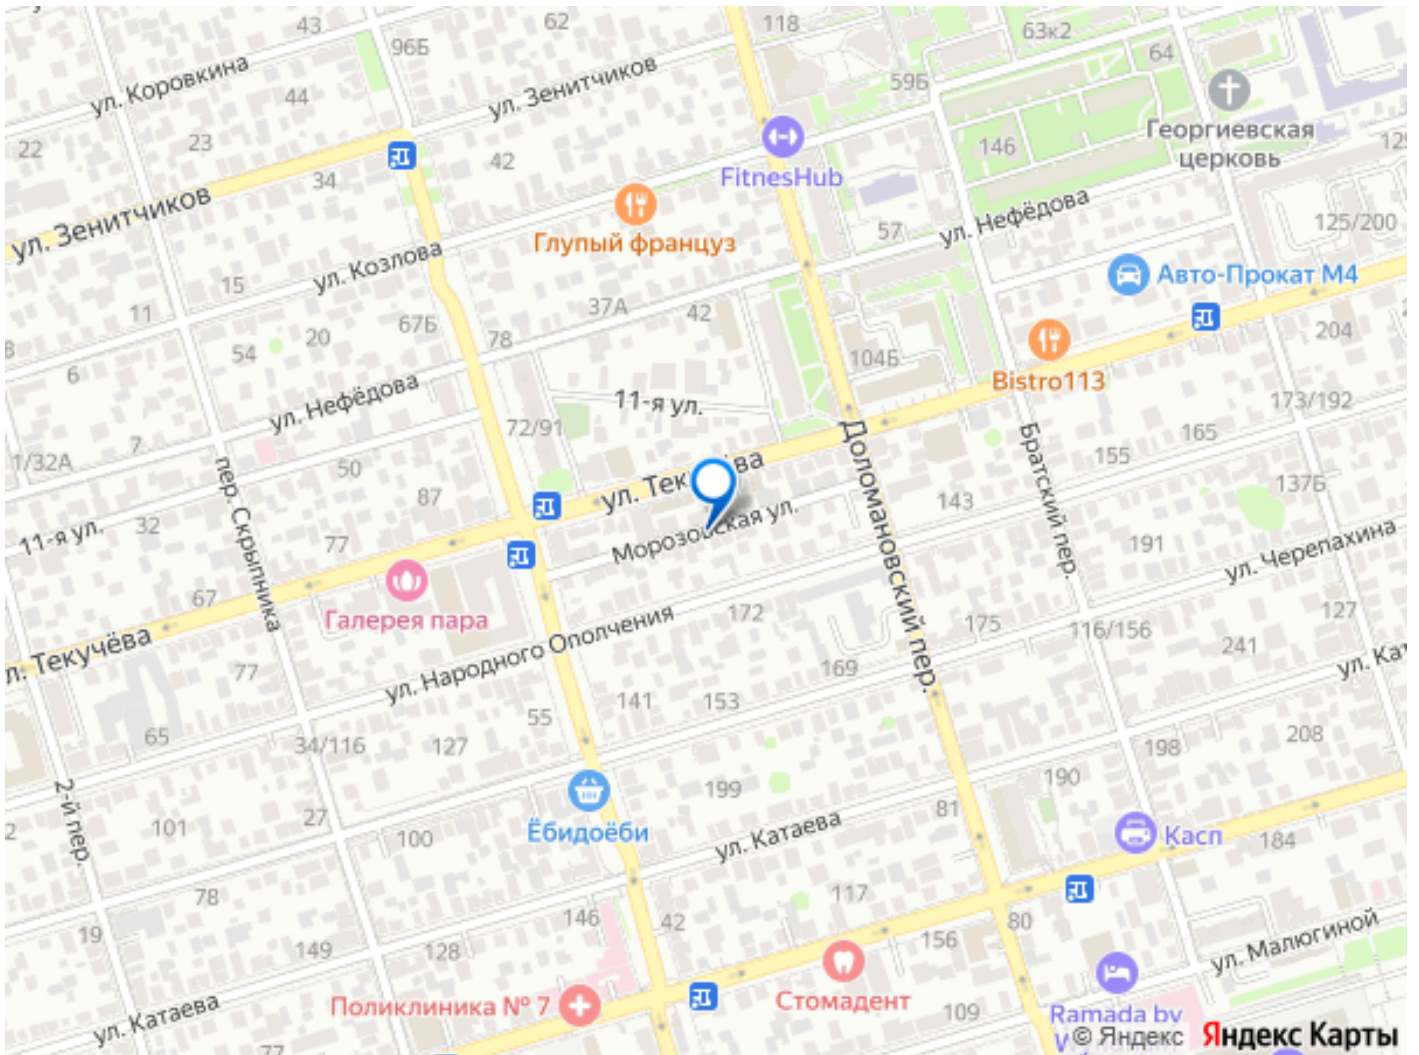 43
62
118
63к2
96Б
64
ул. Коровкина
ул. Зенитчиков
59Б
44
22
23
42
146
Георгиевская
церковь
34
FitnesHub
ул. Зенитчиков
Глупый француз
57
ул. Нефёдова
125/200
ул. Козлова
15
Авто-Прокат М4
11
37А
42
67Б
20
78
54
204
6
104Б
Bistro113
ул. Нефёдова
11-я ул.
173/192
72/91
7
165
1/32А
50
155
Доломановский пер.
Братский пер.
ул. Текучёва
87
137Б
пер. Скрыпника
32
143
Морозовская ул.
11-я ул.
77
191
ул. Черепахина
67
Галерея пара
172
127
175
116/156
ул. Народного Ополчения
241
77
169
141
153
55
65
34/116
127
208
198
199
190
2-й пер.
81
27
101
100
Ёбидоёби
ул. Катаева
Касп
184
78
117
146
42
80
19
128
156
149
ул. Малюгиной
Поликлиника № 7
Стомадент
109
Ramada by
ул. Катаева
77
© Яндекс Яндекс Карты